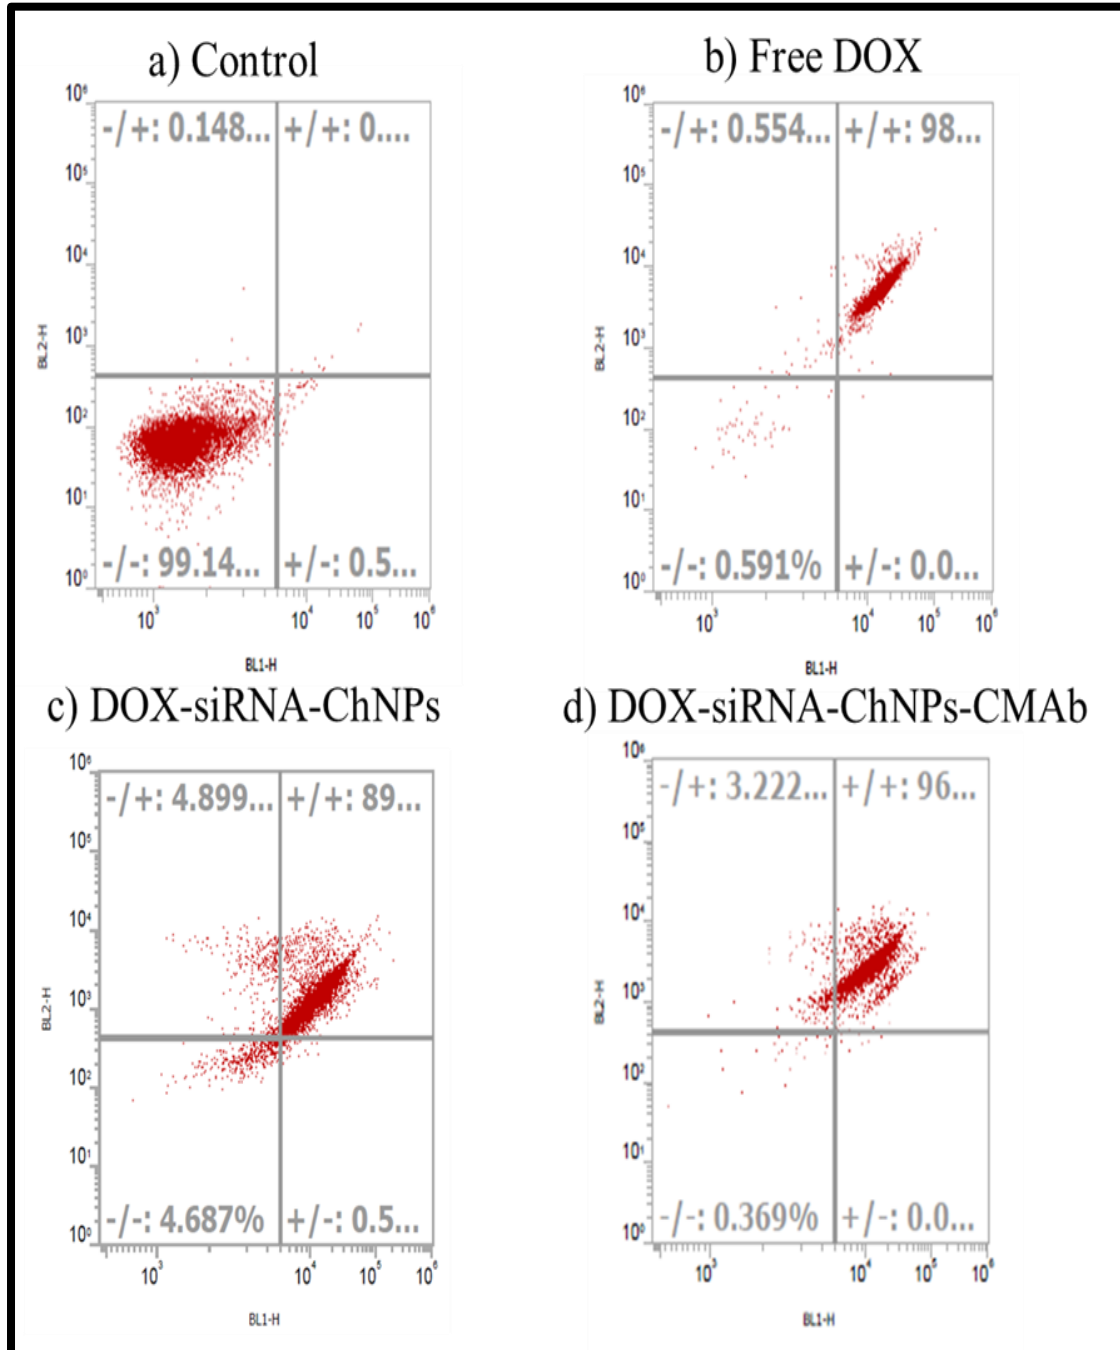 a) Control
10⁶
-/+: 0.148... +/+: 0....
10⁵
10⁴
10³
10²
10¹
-/-: 99.14... +/-: 0.5...
10⁰
BL2-H
10³ 10⁴ 10⁵ 10⁶
BL1-H
b) Free DOX
10⁶
-/+: 0.554... +/+: 98...
10⁵
10⁴
10³
10²
10¹
-/-: 0.591% +/-: 0.0...
10⁰
BL2-H
10³ 10⁴ 10⁵ 10⁶
BL1-H
c) DOX-siRNA-ChNPs
10⁶
-/+: 4.899... +/+: 89...
10⁵
10⁴
10³
10²
10¹
-/-: 4.687% +/-: 0.5...
10⁰
BL2-H
10³ 10⁴ 10⁵ 10⁶
BL1-H
d) DOX-siRNA-ChNPs-CMAb
10⁶
-/+: 3.222... +/+: 96...
10⁵
10⁴
10³
10²
10¹
-/-: 0.369% +/-: 0.0...
10⁰
BL2-H
10³ 10⁴ 10⁵ 10⁶
BL1-H